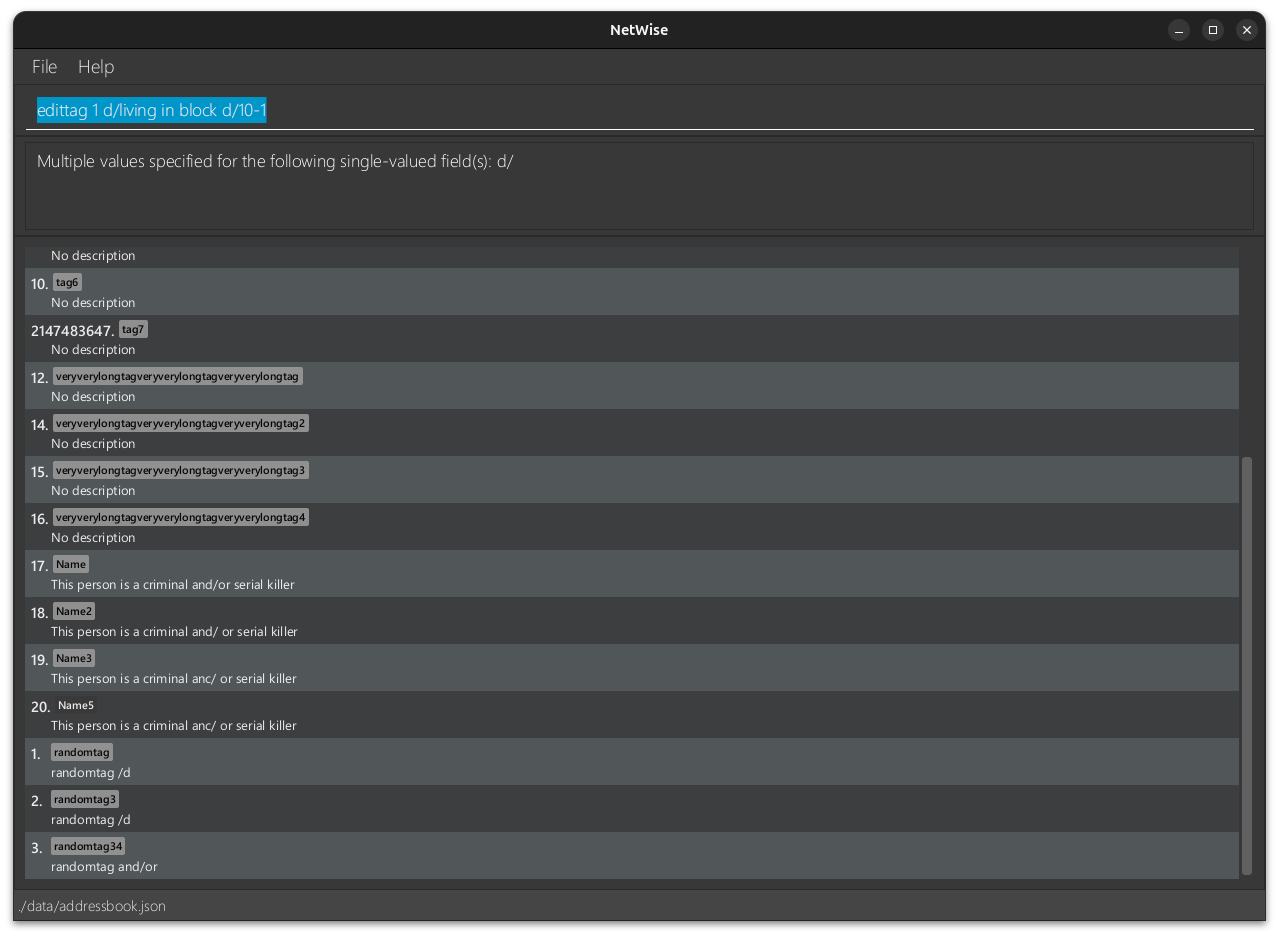 NetWise
File Help
edittag 1 d/living in block d/10-1
Multiple values specified for the following single-valued field(s): d/
No description
10. tag6
No description
2147483647. tag7
No description
12. veryverylongtagveryverylongtagveryverylongtag
No description
14. veryverylongtagveryverylongtagveryverylongtag2
No description
15. veryverylongtagveryverylongtagveryverylongtag3
No description
16. veryverylongtagveryverylongtagveryverylongtag4
No description
17. Name
This person is a criminal and/or serial killer
18. Name2
This person is a criminal and/ or serial killer
19. Name3
This person is a criminal anc/ or serial killer
20. Name5
This person is a criminal anc/ or serial killer
1. randomtag
randomtag /d
2. randomtag3
randomtag /d
3. randomtag34
randomtag and/or
./data/addressbook.json